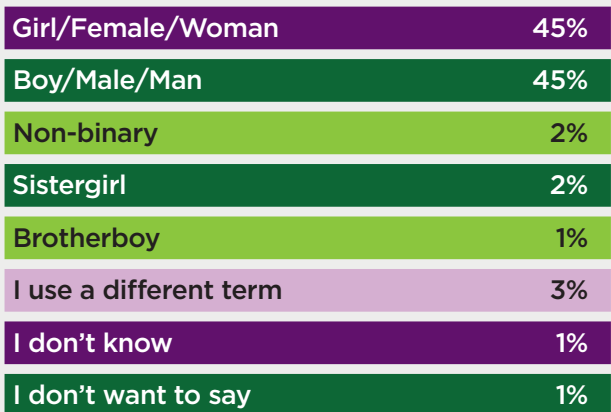 Girl/Female/Woman 45%
Boy/Male/Man 45%
Non-binary 2%
Sistergirl 2%
Brotherboy 1%
I use a different term 3%
I don't know 1%
I don't want to say 1%